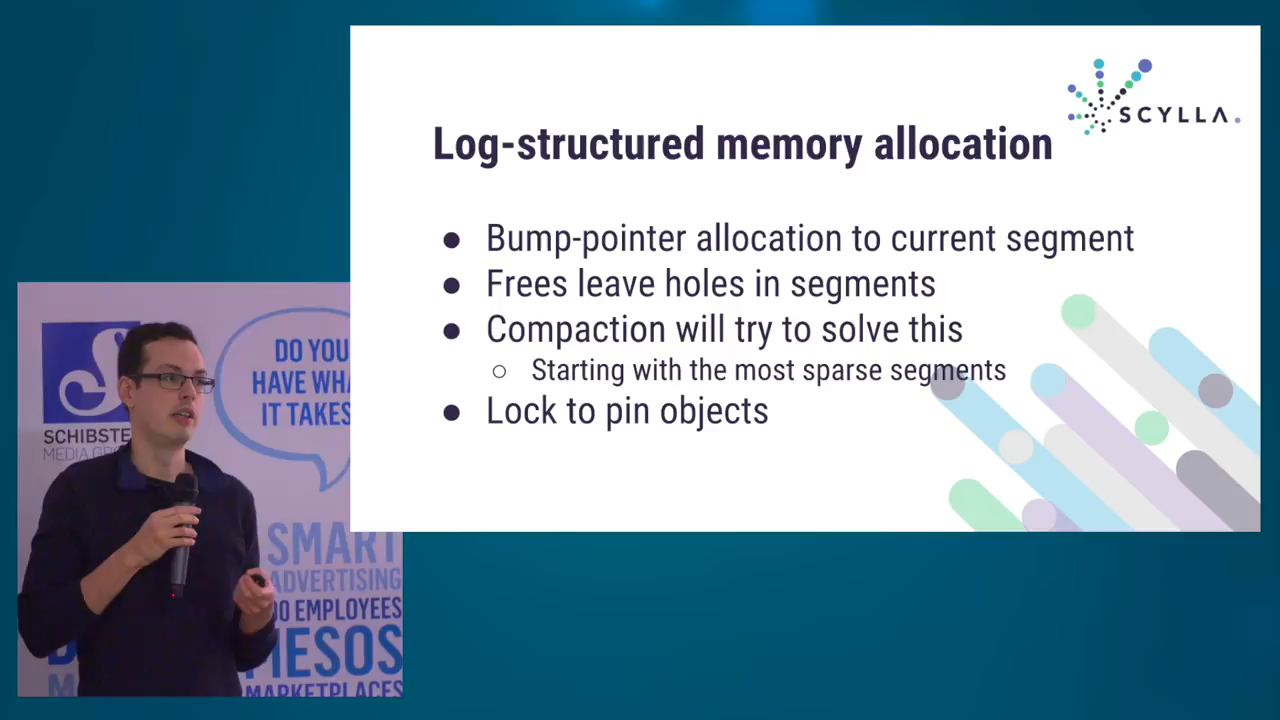 SCYLLA.
Log-structured memory allocation
● Bump-pointer allocation to current segment
● Frees leave holes in segments
● Compaction will try to solve this
○ Starting with the most sparse segments
● Lock to pin objects
SCHIBSTE
MEDIA
DO YOU
HAVE WHA
IT TAKES
SMART
ADVERTISING
00 EMPLOYEES
MESOS
MARKETPLACES